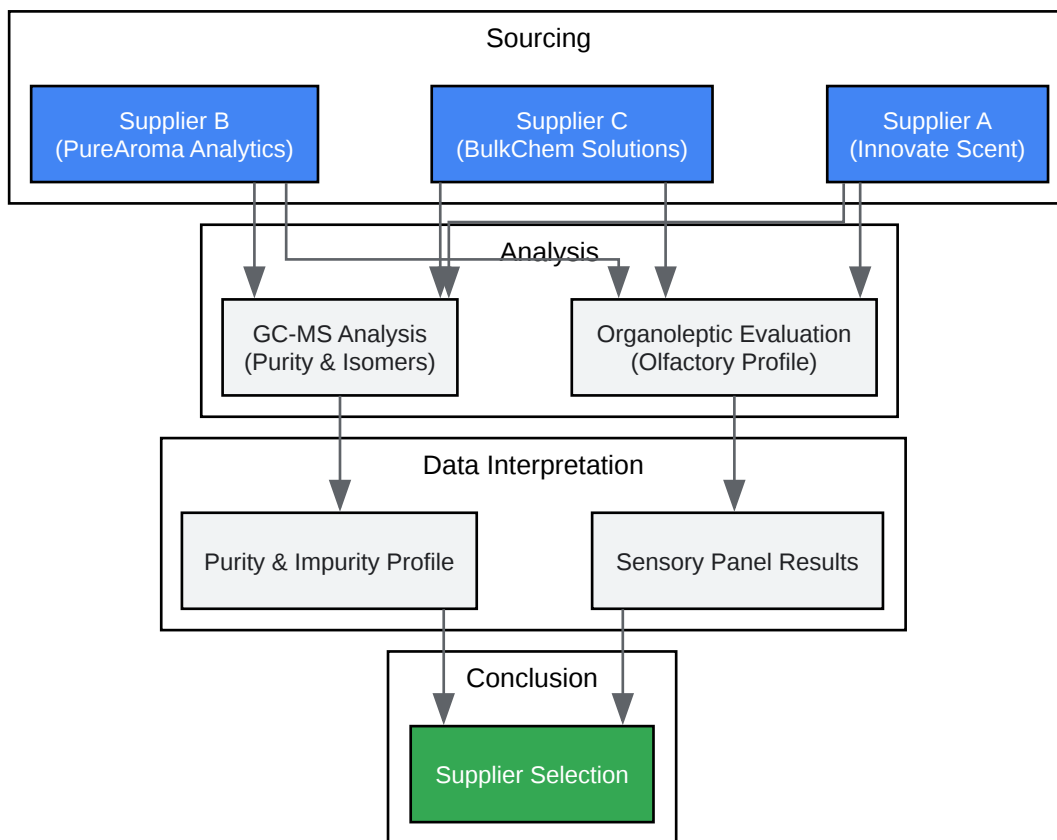 Sourcing
Supplier B
(PureAroma Analytics)
Supplier C
(BulkChem Solutions)
Supplier A
(Innovate Scent)
Analysis
GC-MS Analysis
(Purity & Isomers)
Organoleptic Evaluation
(Olfactory Profile)
Data Interpretation
Purity & Impurity Profile
Sensory Panel Results
Conclusion
Supplier Selection